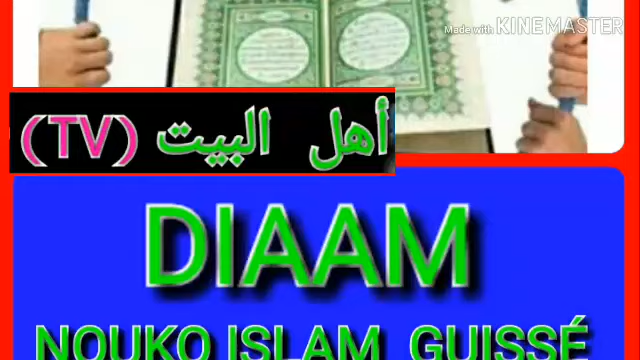 Made with KINEMASTER
أهل البيت (TV)
DIAAM
NOUKO ISLAM GUISSÉ